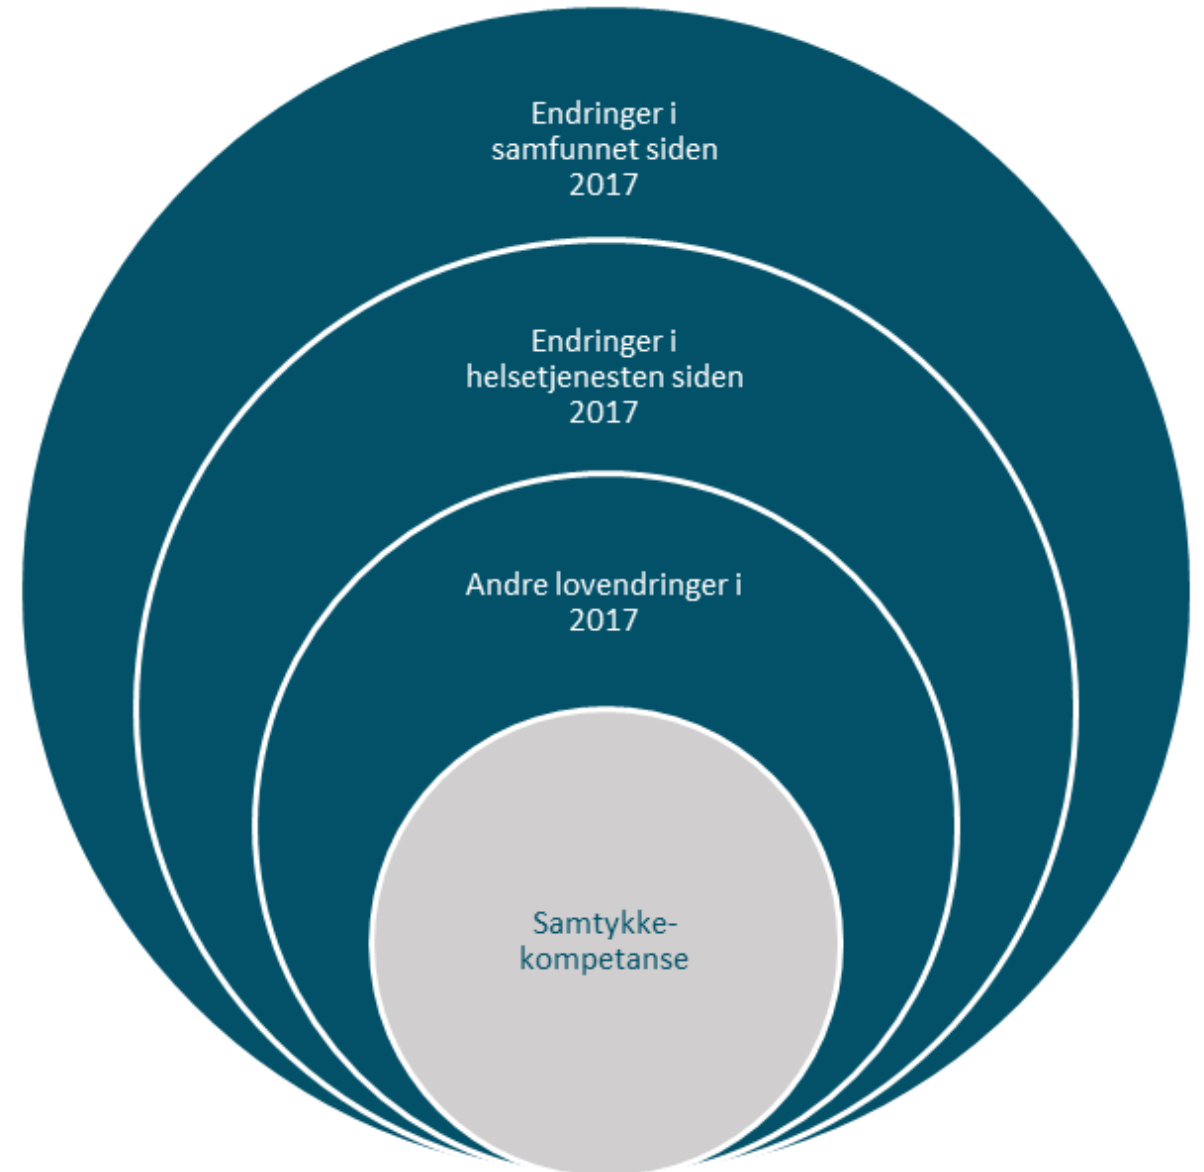 Endringer i
samfunnet siden
2017
Endringer i
helsetjenesten siden
2017
Andre lovendringer i
2017
Samtykke-
kompetanse